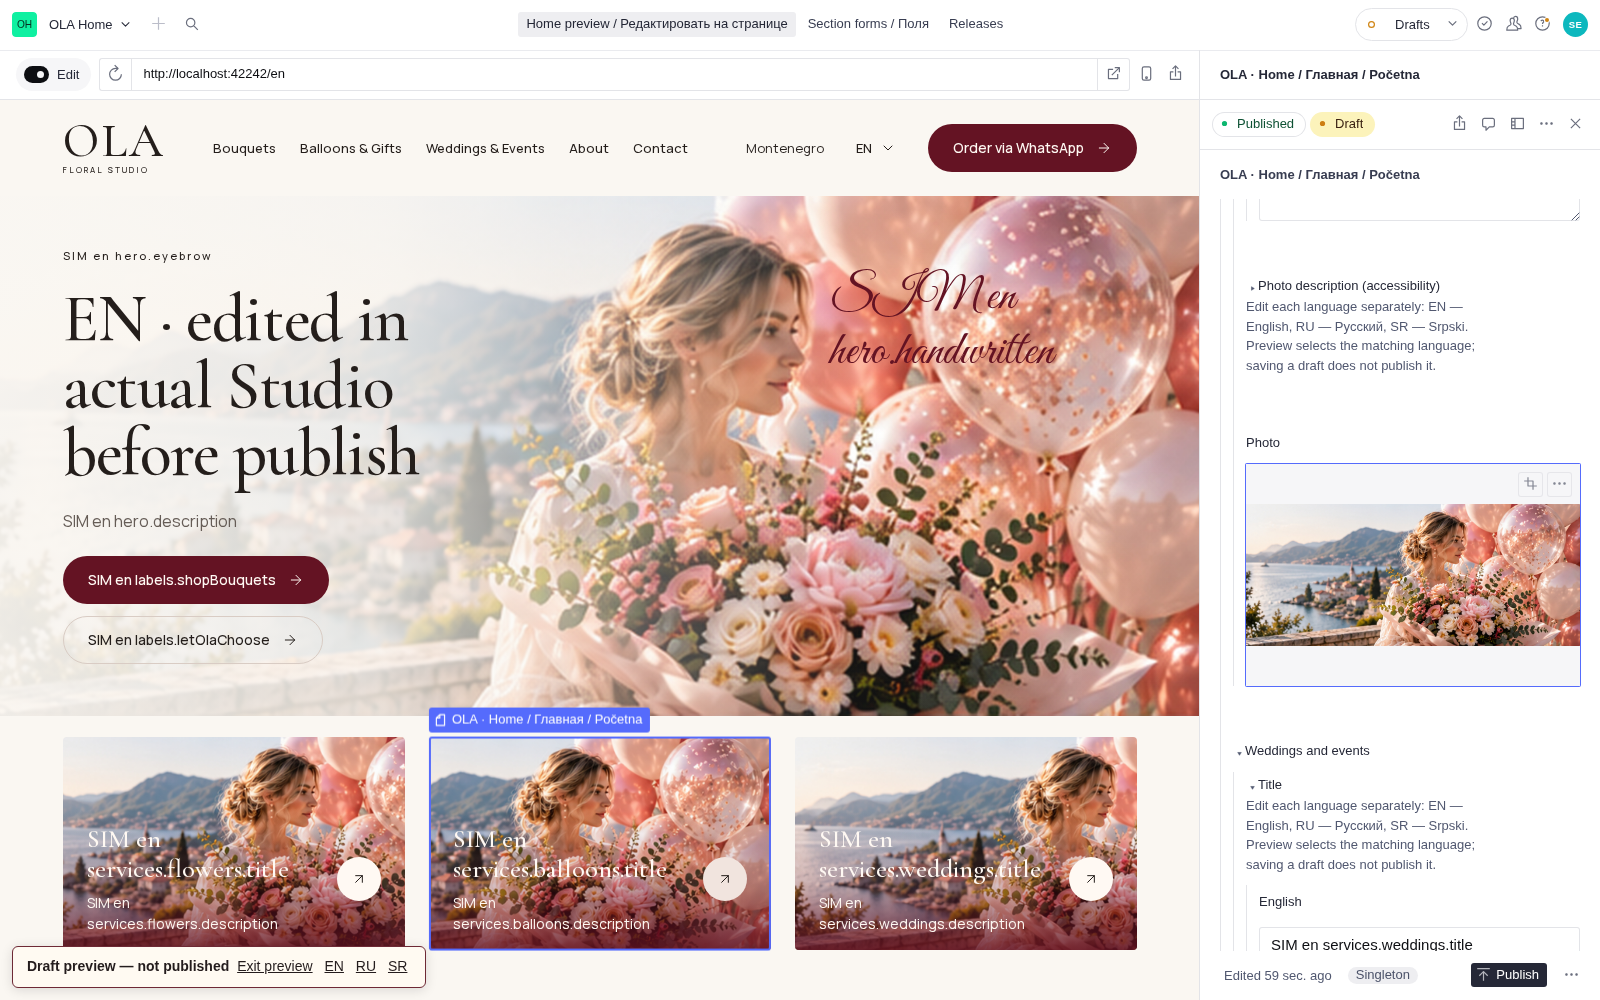 OH OLA Home Home preview / Редактировать на странице Section forms / Поля Releases Drafts SE
Edit http://localhost:42242/en
OLA · Home / Главная / Početna
OLA
FLORAL STUDIO
Bouquets Balloons & Gifts Weddings & Events About Contact Montenegro EN Order via WhatsApp
SIM en hero.eyebrow
EN · edited in
actual Studio
before publish
SIM en
hero.handwritten
SIM en hero.description
SIM en labels.shopBouquets
SIM en labels.letOlaChoose
OLA · Home / Главная / Početna
SIM en
services.flowers.title
SIM en
services.flowers.description
SIM en
services.balloons.title
SIM en
services.balloons.description
SIM en
services.weddings.title
SIM en
services.weddings.description
Draft preview — not published Exit preview EN RU SR
Published Draft
OLA · Home / Главная / Početna
Photo description (accessibility)
Edit each language separately: EN —
English, RU — Русский, SR — Srpski.
Preview selects the matching language;
saving a draft does not publish it.
Photo
Weddings and events
Title
Edit each language separately: EN —
English, RU — Русский, SR — Srpski.
Preview selects the matching language;
saving a draft does not publish it.
English
SIM en services.weddings.title
Edited 59 sec. ago Singleton Publish